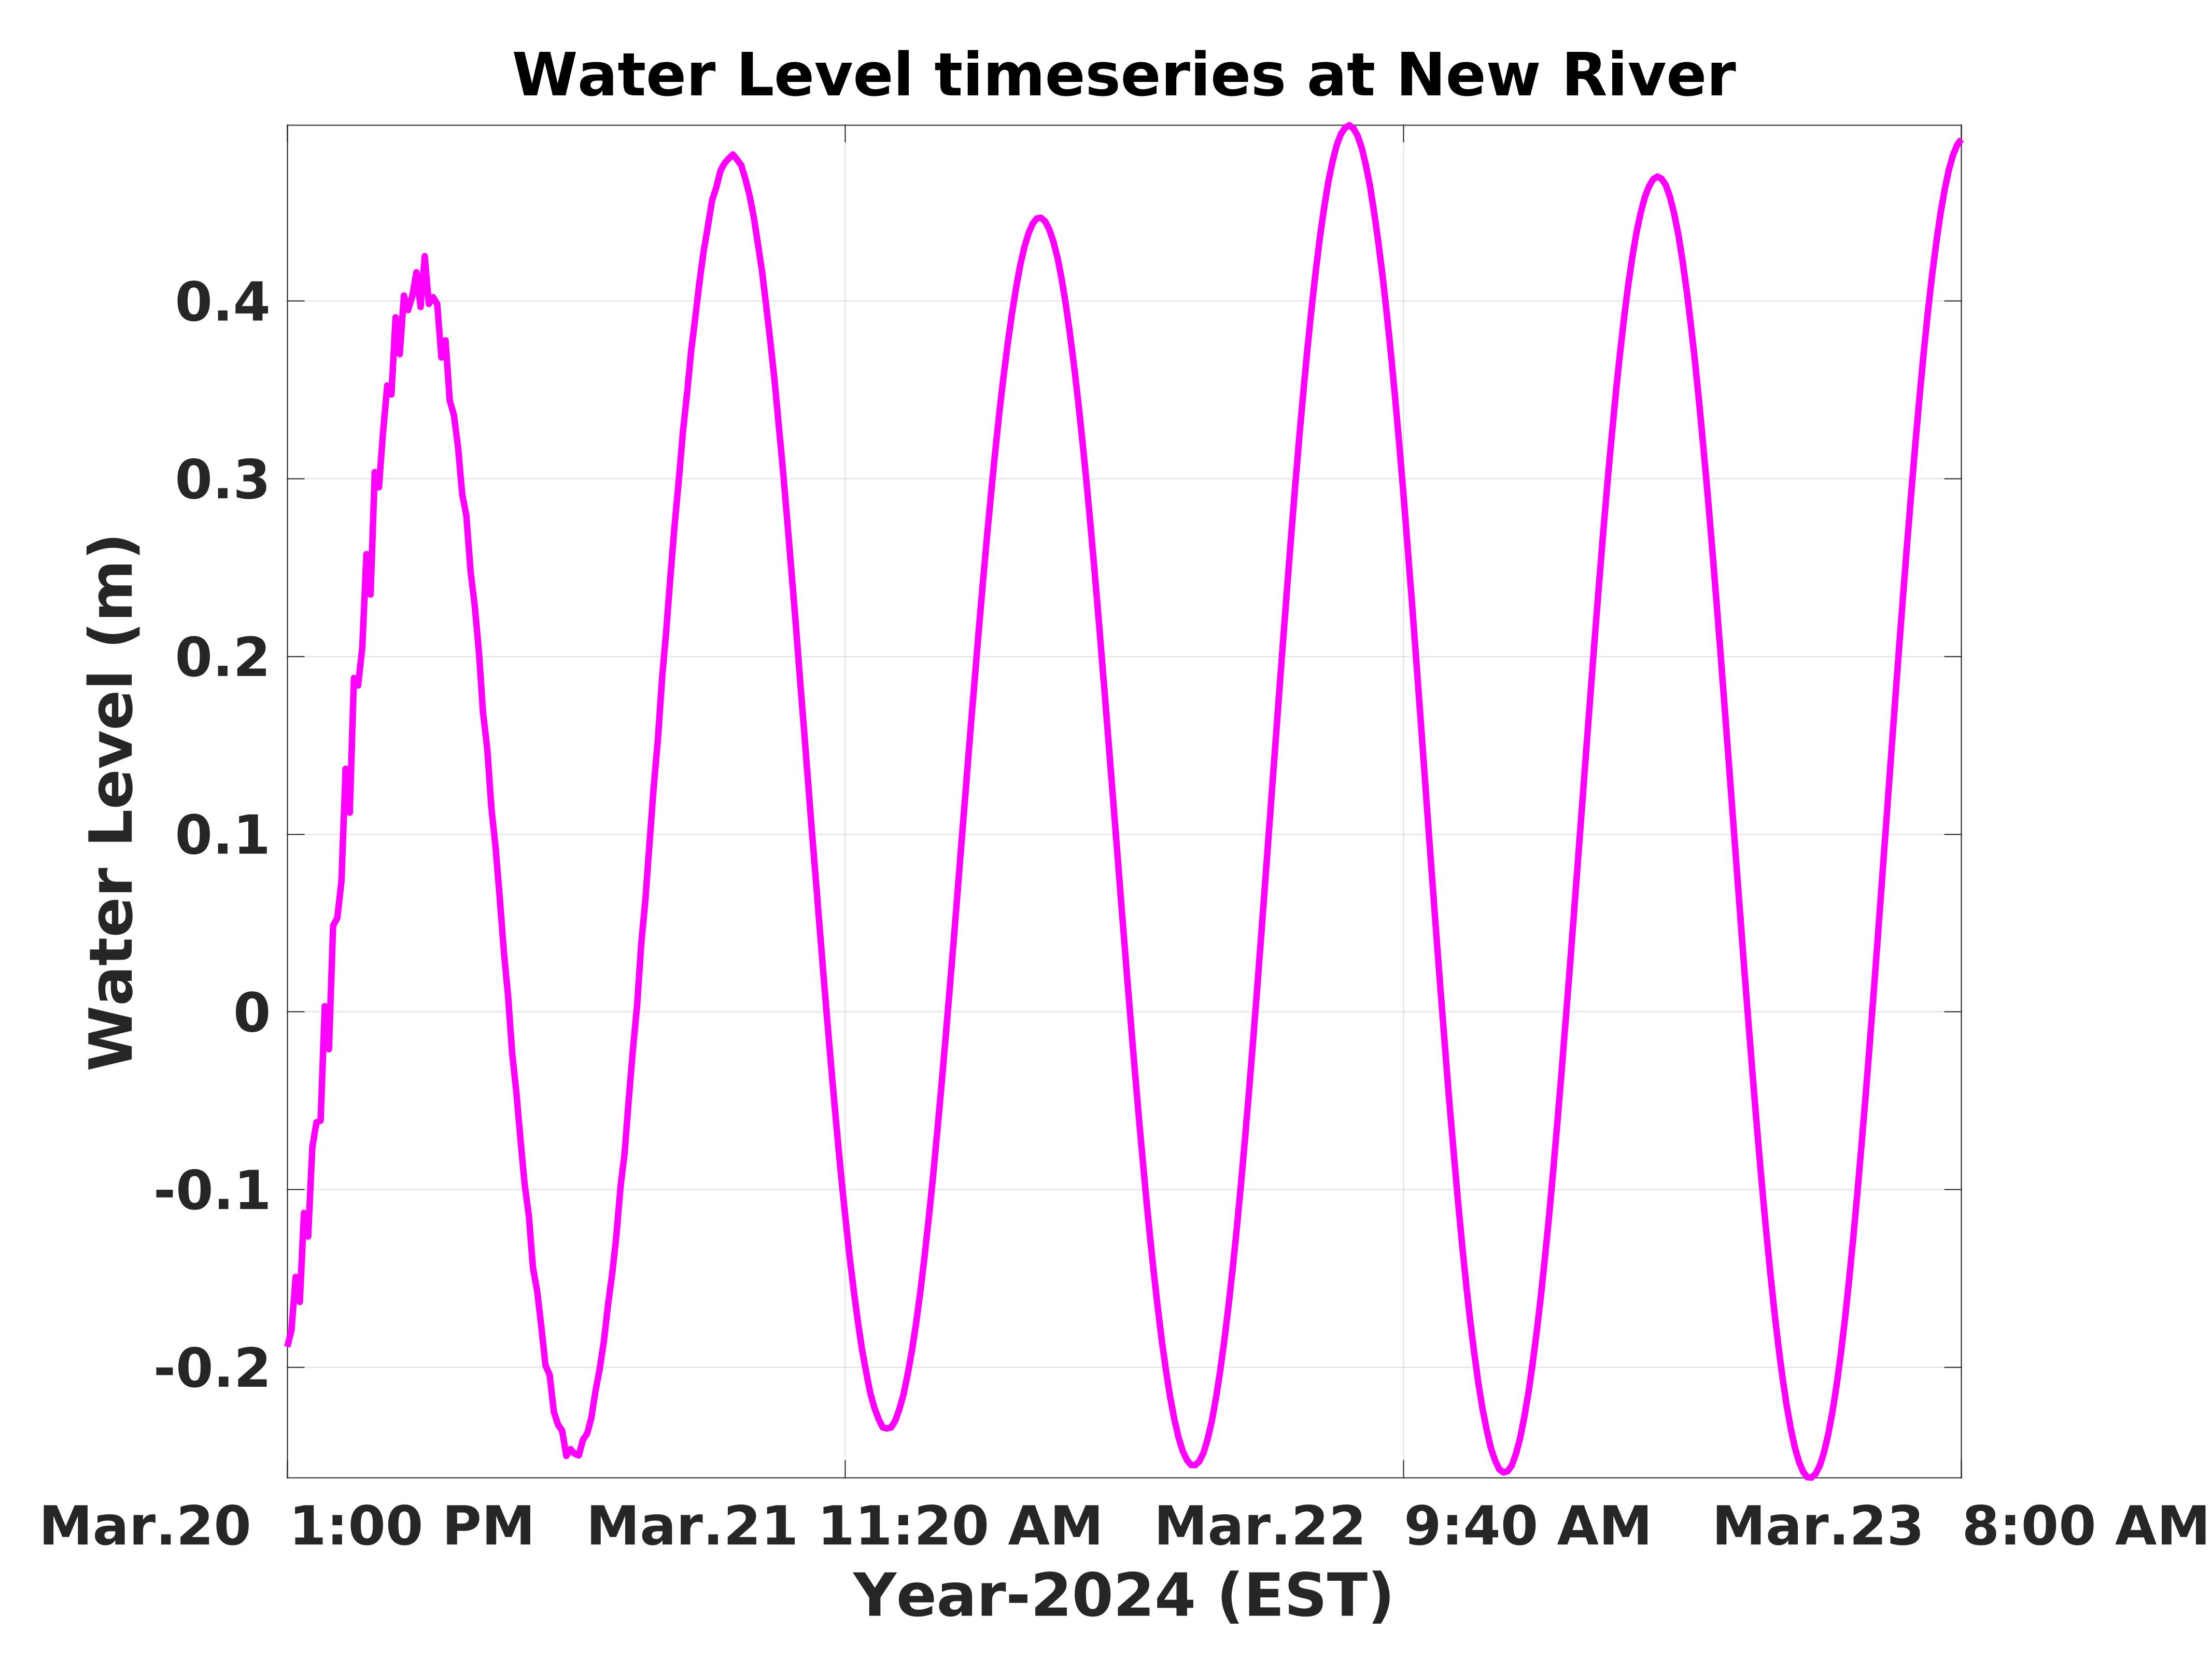 Water Level timeseries at New River
Water Level (m)
0.4
0.3
0.2
0.1
0
-0.1
-0.2
Mar.20 1:00 PM Mar.21 11:20 AM Mar.22 9:40 AM Mar.23 8:00 AM
Year-2024 (EST)